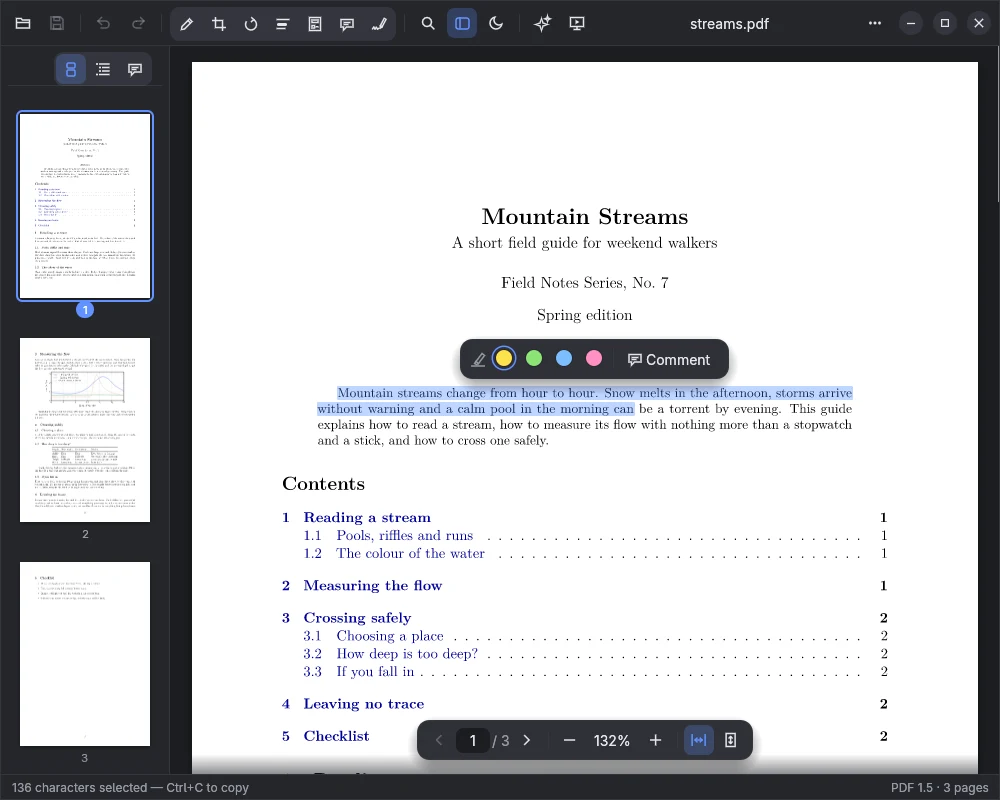 streams.pdf
Mountain Streams
A short field guide for weekend walkers
Field Notes Series, No. 7
Spring edition
Comment
Mountain streams change from hour to hour. Snow melts in the afternoon, storms arrive
without warning and a calm pool in the morning can be a torrent by evening. This guide
explains how to read a stream, how to measure its flow with nothing more than a stopwatch
and a stick, and how to cross one safely.
Contents
1 Reading a stream 1
1.1 Pools, riffles and runs . . . . . . . . . . . . . . . . . . . . . . . . . . . . . . 1
1.2 The colour of the water . . . . . . . . . . . . . . . . . . . . . . . . . . . . . 1
2 Measuring the flow 1
3 Crossing safely 2
3.1 Choosing a place . . . . . . . . . . . . . . . . . . . . . . . . . . . . . . . . 2
3.2 How deep is too deep? . . . . . . . . . . . . . . . . . . . . . . . . . . . . . . 2
3.3 If you fall in . . . . . . . . . . . . . . . . . . . . . . . . . . . . . . . . . . 2
4 Leaving no trace 2
5 Checklist 2
1 / 3 132%
1
2
3
136 characters selected — Ctrl+C to copy
PDF 1.5 · 3 pages